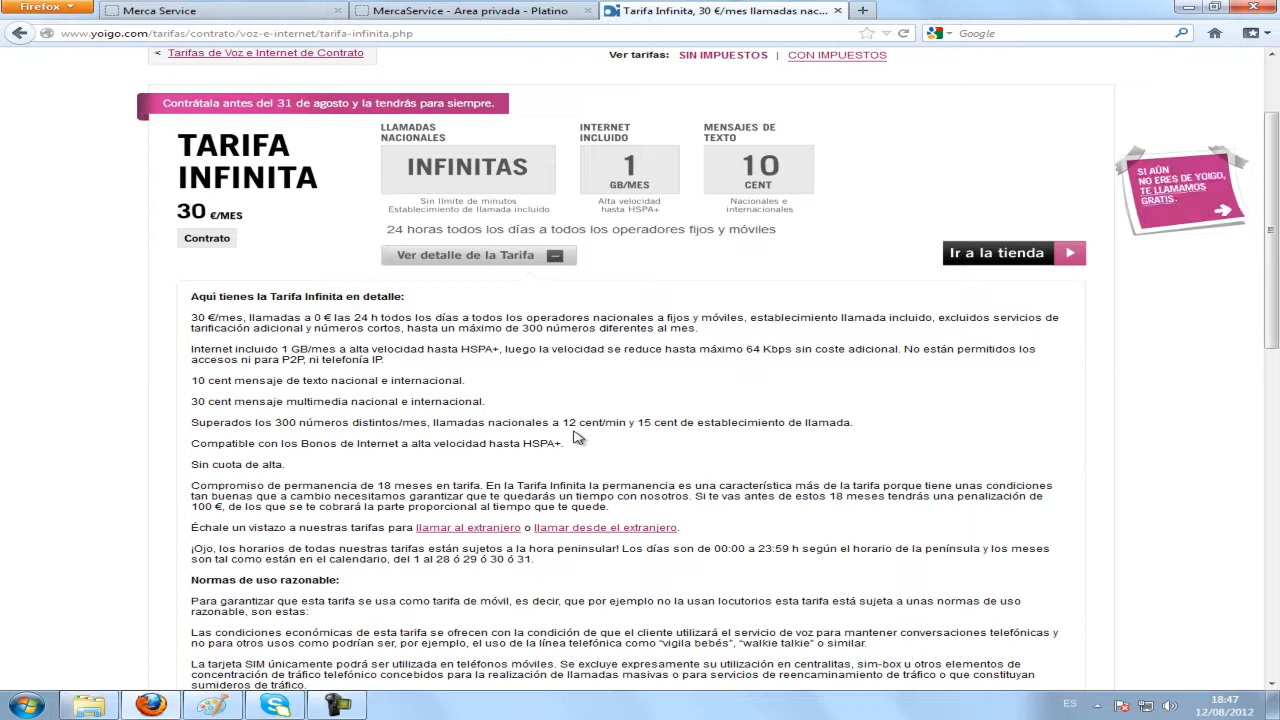 Firefox
Merca Service
MercaService - Area privada - Platino
Tarifa Infinita, 30 €/mes llamadas nac...
www.yoigo.com/tarifas/contrato/voz-e-internet/tarifa-infinita.php
Google
< Tarifas de Voz e Internet de Contrato
Ver tarifas: SIN IMPUESTOS | CON IMPUESTOS
Contrátala antes del 31 de agosto y la tendrás para siempre.
TARIFA
INFINITA
30 €/MES
Contrato
LLAMADAS
NACIONALES
INFINITAS
Sin límite de minutos
Establecimiento de llamada incluido
INTERNET
INCLUIDO
1
GB/MES
Alta velocidad
hasta HSPA+
MENSAJES DE
TEXTO
10
CENT
Nacionales e
internacionales
24 horas todos los días a todos los operadores fijos y móviles
Ver detalle de la Tarifa
Ir a la tienda
SI AÚN
NO ERES DE YOIGO,
TE LLAMAMOS
GRATIS.
Aquí tienes la Tarifa Infinita en detalle:
30 €/mes, llamadas a 0 € las 24 h todos los días a todos los operadores nacionales a fijos y móviles, establecimiento llamada incluido, excluidos servicios de
tarificación adicional y números cortos, hasta un máximo de 300 números diferentes al mes.
Internet incluido 1 GB/mes a alta velocidad hasta HSPA+, luego la velocidad se reduce hasta máximo 64 Kbps sin coste adicional. No están permitidos los
accesos ni para P2P, ni telefonía IP.
10 cent mensaje de texto nacional e internacional.
30 cent mensaje multimedia nacional e internacional.
Superados los 300 números distintos/mes, llamadas nacionales a 12 cent/min y 15 cent de establecimiento de llamada.
Compatible con los Bonos de Internet a alta velocidad hasta HSPA+.
Sin cuota de alta.
Compromiso de permanencia de 18 meses en tarifa. En la Tarifa Infinita la permanencia es una característica más de la tarifa porque tiene unas condiciones
tan buenas que a cambio necesitamos garantizar que te quedarás un tiempo con nosotros. Si te vas antes de estos 18 meses tendrás una penalización de
100 €, de los que se te cobrará la parte proporcional al tiempo que te quede.
Échale un vistazo a nuestras tarifas para llamar al extranjero o llamar desde el extranjero.
¡Ojo, los horarios de todas nuestras tarifas están sujetos a la hora peninsular! Los días son de 00:00 a 23:59 h según el horario de la península y los meses
son tal como están en el calendario, del 1 al 28 ó 29 ó 30 ó 31.
Normas de uso razonable:
Para garantizar que esta tarifa se usa como tarifa de móvil, es decir, que por ejemplo no la usan locutorios esta tarifa está sujeta a unas normas de uso
razonable, son estas:
Las condiciones económicas de esta tarifa se ofrecen con la condición de que el cliente utilizará el servicio de voz para mantener conversaciones telefónicas y
no para otros usos como podrían ser, por ejemplo, el uso de la línea telefónica como “vigila bebés”, “walkie talkie” o similar.
La tarjeta SIM únicamente podrá ser utilizada en teléfonos móviles. Se excluye expresamente su utilización en centralitas, sim-box u otros elementos de
concentración de tráfico telefónico concebidos para la realización de llamadas masivas o para servicios de reencaminamiento de tráfico o que constituyan
sumideros de tráfico.
ES
18:47
12/08/2012